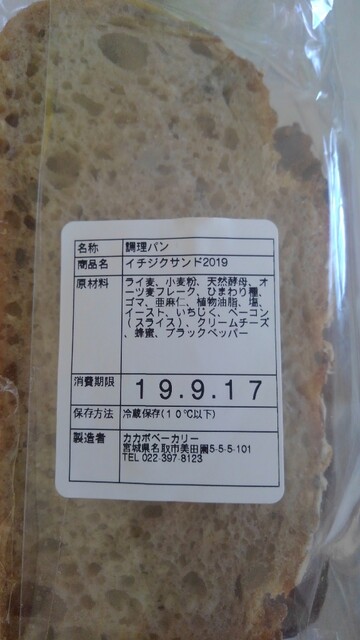 名称 調理パン
商品名 イチジクサンド2019
原材料 ライ麦、小麦粉、天然酵母、オ
ーツ麦フレーク、ひまわり種、
ゴマ、亜麻仁、植物油脂、塩、
イースト、いちじく、ベーコン
(スライス)、クリームチーズ
、蜂蜜、ブラックペッパー
消費期限 19.9.17
保存方法 冷蔵保存(10℃以下)
製造者 カカポベーカリー
宮城県名取市美田園5-5-5-101
TEL 022-397-8123